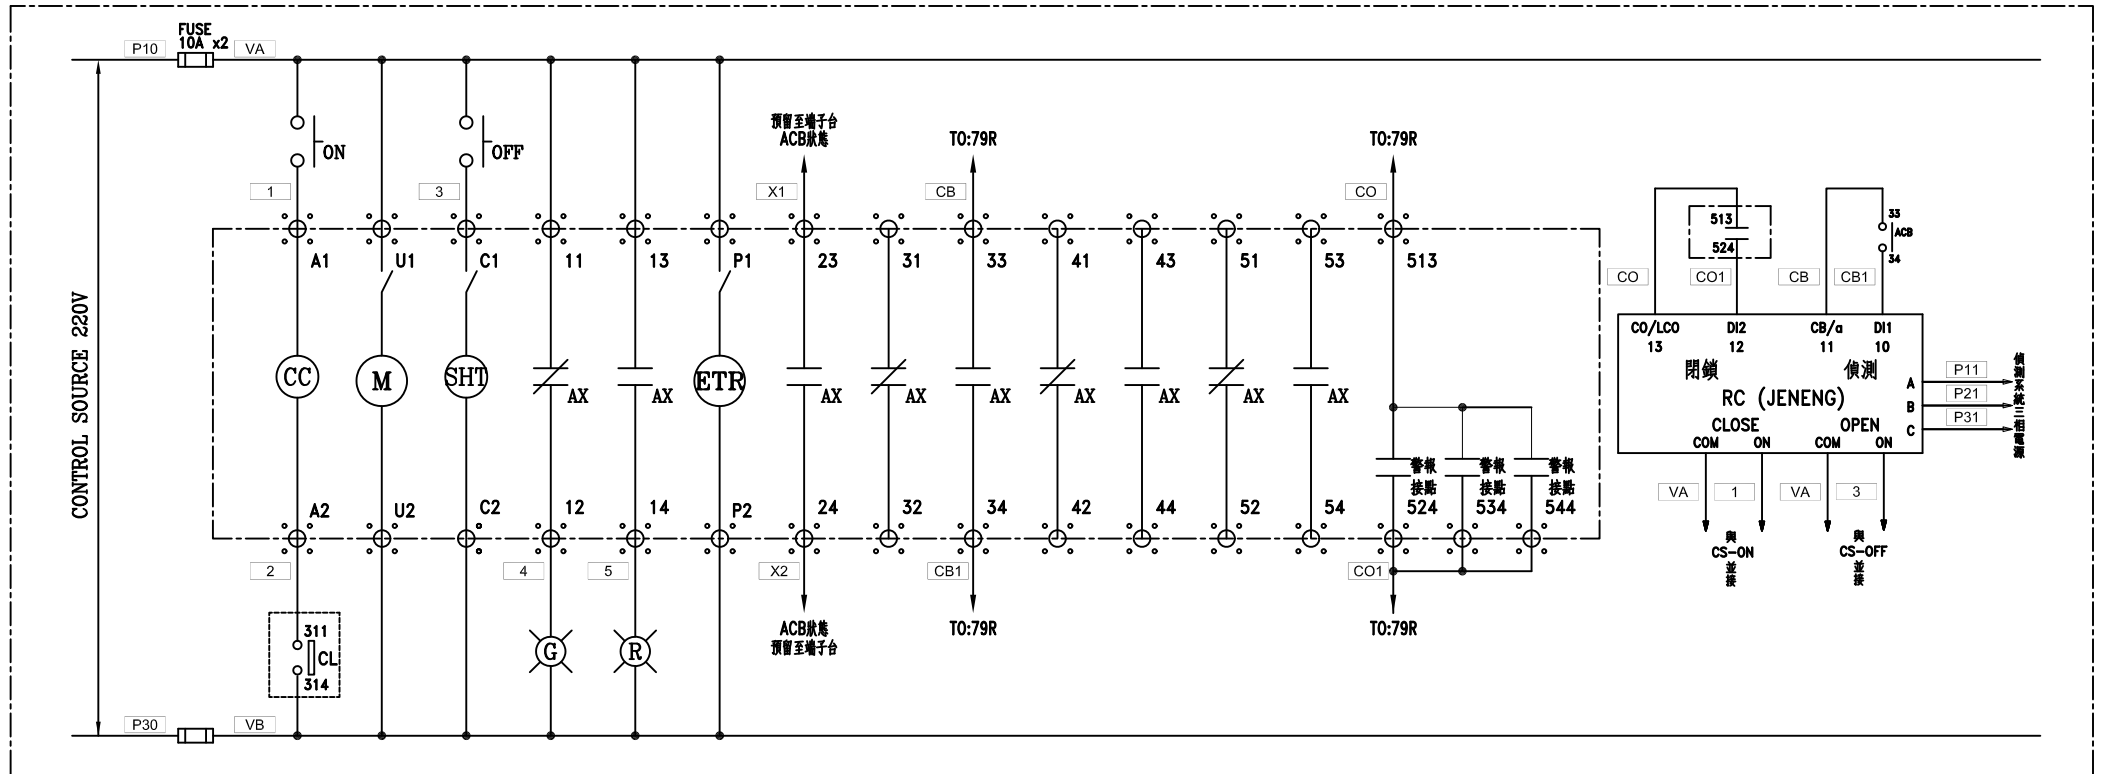 FUSE
10A x2
P10
VA
ON
OFF
1
3
預留至端子台
ACB狀態
X1
TO:79R
CB
TO:79R
CO
A1
U1
C1
11
13
P1
23
31
33
41
43
51
53
513
CONTROL SOURCE 220V
CC
M
SHT
AX
AX
ETR
AX
AX
AX
AX
AX
AX
AX
警報
接點
警報
接點
警報
接點
A2
U2
C2
12
14
P2
24
32
34
42
44
52
54
524
534
544
2
4
5
X2
CB1
CO1
ACB狀態
預留至端子台
TO:79R
TO:79R
311
CL
314
G
R
P30
VB
513
524
33
ACB
34
CO
CO1
CB
CB1
CO/LCO
DI2
CB/a
DI1
13
12
11
10
閉鎖
偵測
RC (JENENG)
A
B
C
CLOSE
OPEN
COM
ON
COM
ON
P11
P21
P31
偵測系統三相電源
VA
1
VA
3
與
CS-ON
並接
與
CS-OFF
並接